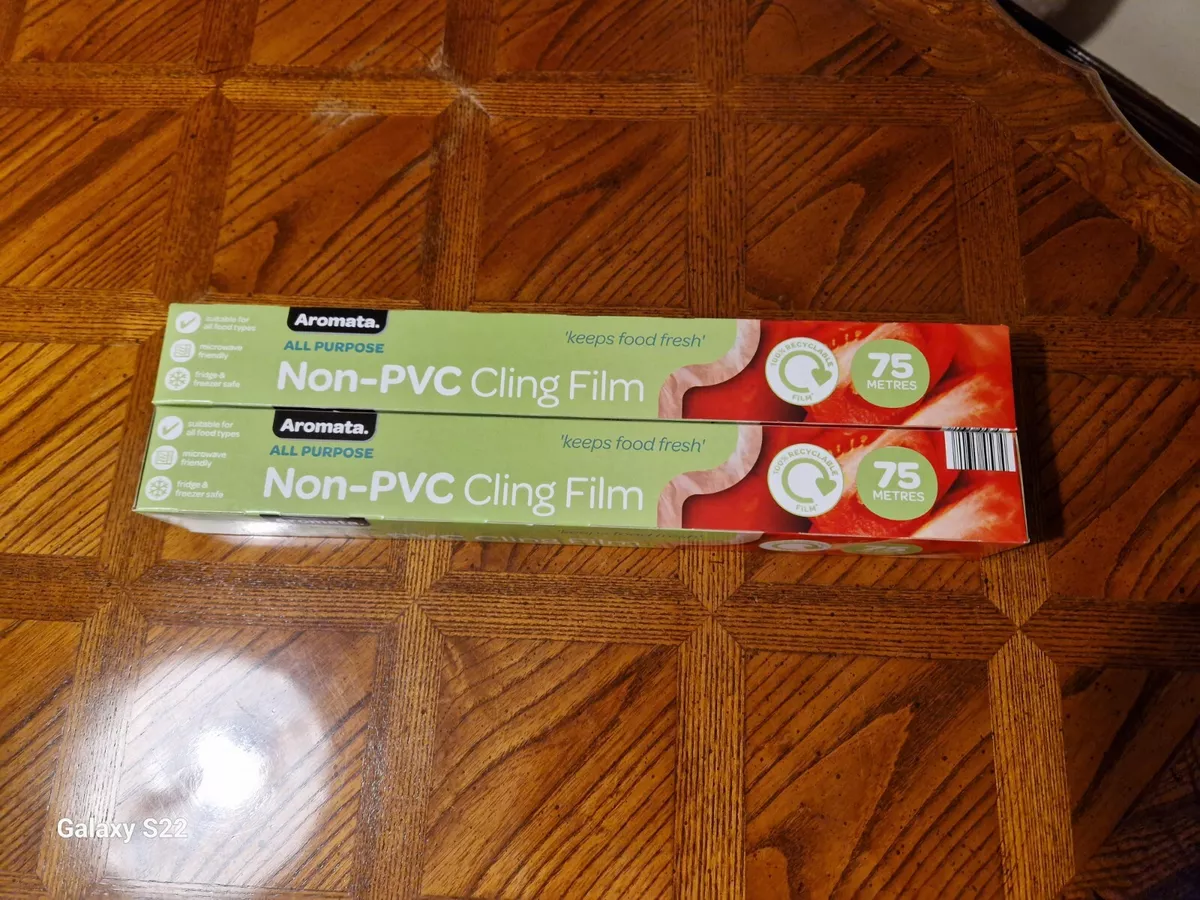 suitable for
all food types
microwave
friendly
fridge &
freezer safe
Aromata.
ALL PURPOSE
Non-PVC Cling Film
'keeps food fresh'
100% RECYCLABLE
FILM*
75
METRES
suitable for
all food types
microwave
friendly
fridge &
freezer safe
Aromata.
ALL PURPOSE
Non-PVC Cling Film
'keeps food fresh'
100% RECYCLABLE
FILM*
75
METRES
Cling Film
Galaxy S22